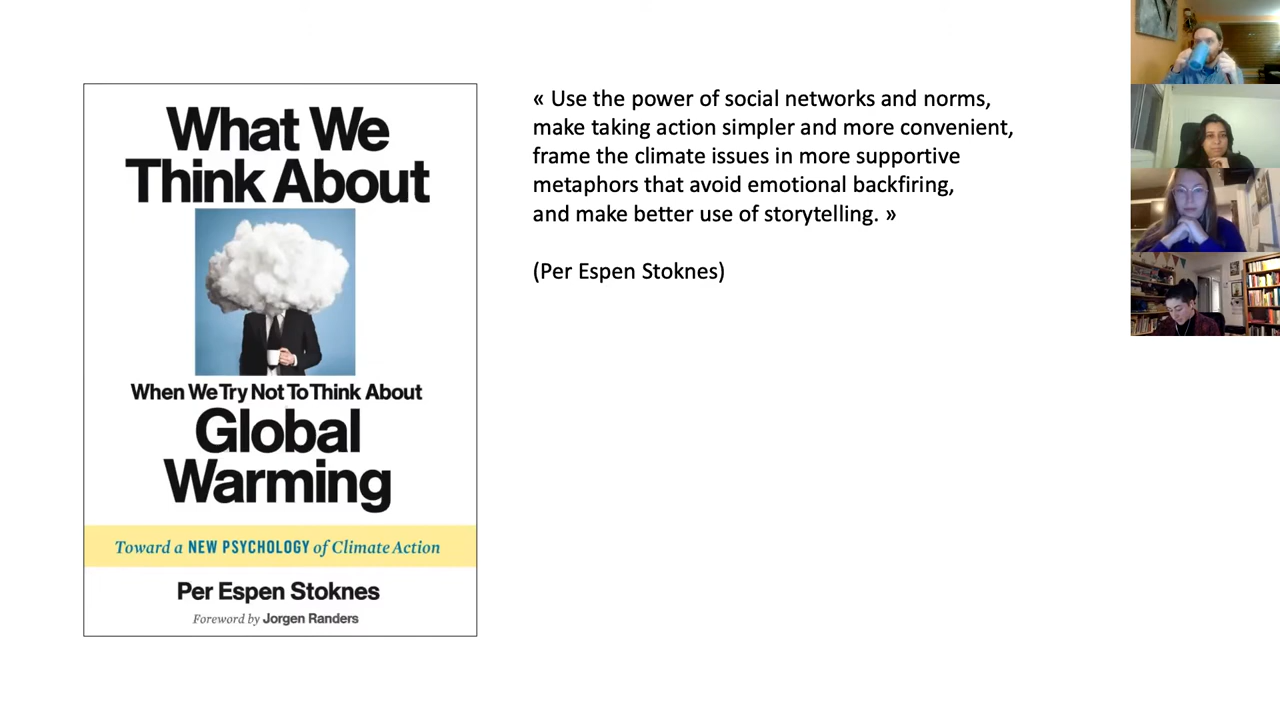 What We
Think About
When We Try Not To Think About
Global
Warming
Toward a NEW PSYCHOLOGY of Climate Action
Per Espen Stoknes
Foreword by Jorgen Randers
« Use the power of social networks and norms,
make taking action simpler and more convenient,
frame the climate issues in more supportive
metaphors that avoid emotional backfiring,
and make better use of storytelling. »
(Per Espen Stoknes)